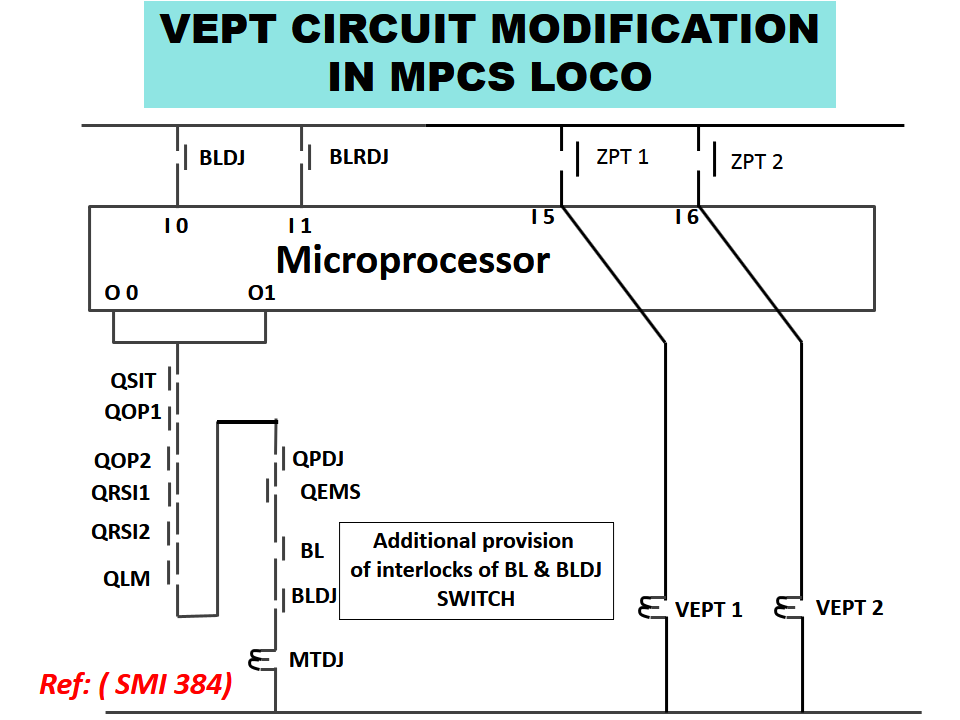 VEPT CIRCUIT MODIFICATION
IN MPCS LOCO
BLDJ
BLRDJ
ZPT 1
ZPT 2
I 0
I 1
I 5
I 6
Microprocessor
O 0
O1
QSIT
QOP1
QOP2
QRSI1
QRSI2
QLM
QPDJ
QEMS
BL
BLDJ
MTDJ
Additional provision
of interlocks of BL & BLDJ
SWITCH
VEPT 1
VEPT 2
Ref: ( SMI 384)